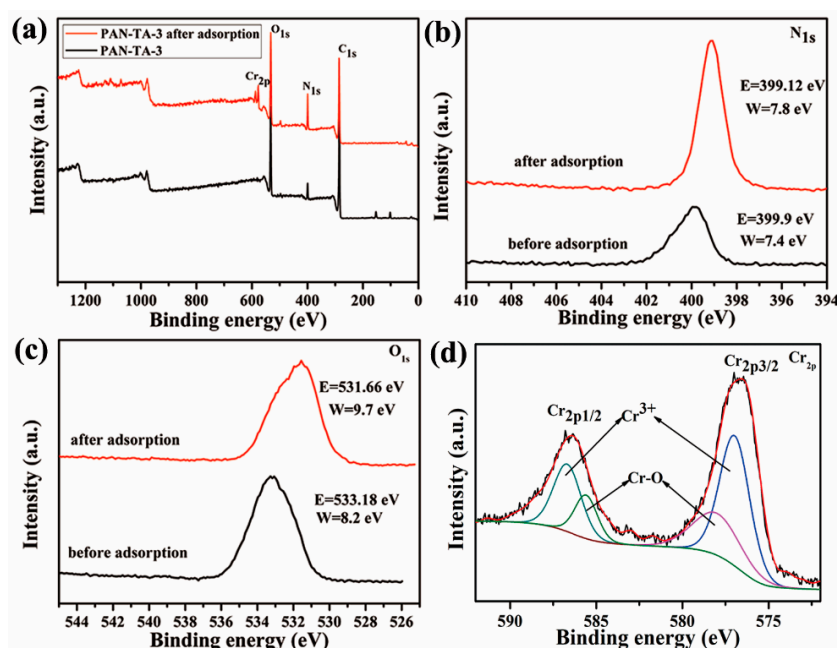 (a)
PAN-TA-3 after adsorption
PAN-TA-3
O1s
C1s
Cr2p
N1s
Intensity (a.u.)
1200 1000 800 600 400 200 0
Binding energy (eV)
(b)
N1s
E=399.12 eV
W=7.8 eV
after adsorption
E=399.9 eV
W=7.4 eV
before adsorption
Intensity (a.u.)
410 408 406 404 402 400 398 396 394
Binding energy (eV)
(c)
O1s
E=531.66 eV
W=9.7 eV
after adsorption
E=533.18 eV
W=8.2 eV
before adsorption
Intensity (a.u.)
544 542 540 538 536 534 532 530 528 526
Binding energy (eV)
(d)
Cr2p3/2
Cr2p
Cr2p1/2
Cr3+
Cr-O
Intensity (a.u.)
590 585 580 575
Binding energy (eV)